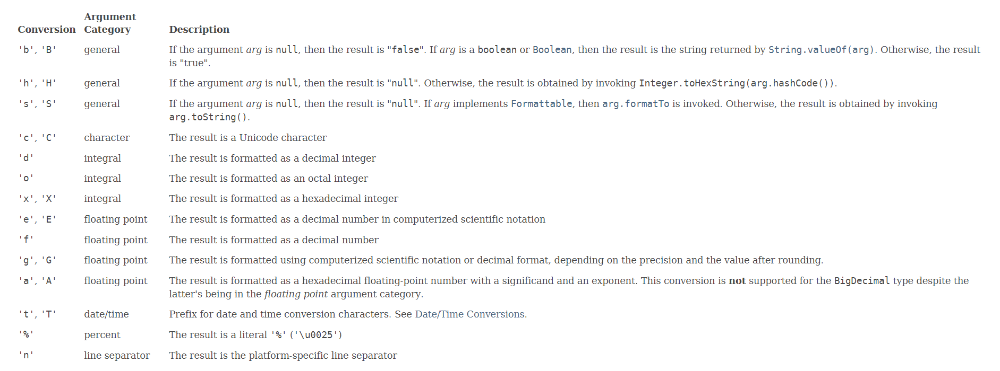 Argument
Conversion Category Description
'b', 'B' general If the argument arg is null, then the result is "false". If arg is a boolean or Boolean, then the result is the string returned by String.valueOf(arg). Otherwise, the result
is "true".
'h', 'H' general If the argument arg is null, then the result is "null". Otherwise, the result is obtained by invoking Integer.toHexString(arg.hashCode()).
's', 'S' general If the argument arg is null, then the result is "null". If arg implements Formattable, then arg.formatTo is invoked. Otherwise, the result is obtained by invoking
arg.toString().
'c', 'C' character The result is a Unicode character
'd' integral The result is formatted as a decimal integer
'o' integral The result is formatted as an octal integer
'x', 'X' integral The result is formatted as a hexadecimal integer
'e', 'E' floating point The result is formatted as a decimal number in computerized scientific notation
'f' floating point The result is formatted as a decimal number
'g', 'G' floating point The result is formatted using computerized scientific notation or decimal format, depending on the precision and the value after rounding.
'a', 'A' floating point The result is formatted as a hexadecimal floating-point number with a significand and an exponent. This conversion is not supported for the BigDecimal type despite the
latter's being in the floating point argument category.
't', 'T' date/time Prefix for date and time conversion characters. See Date/Time Conversions.
'%' percent The result is a literal '%' ('\u0025')
'n' line separator The result is the platform-specific line separator